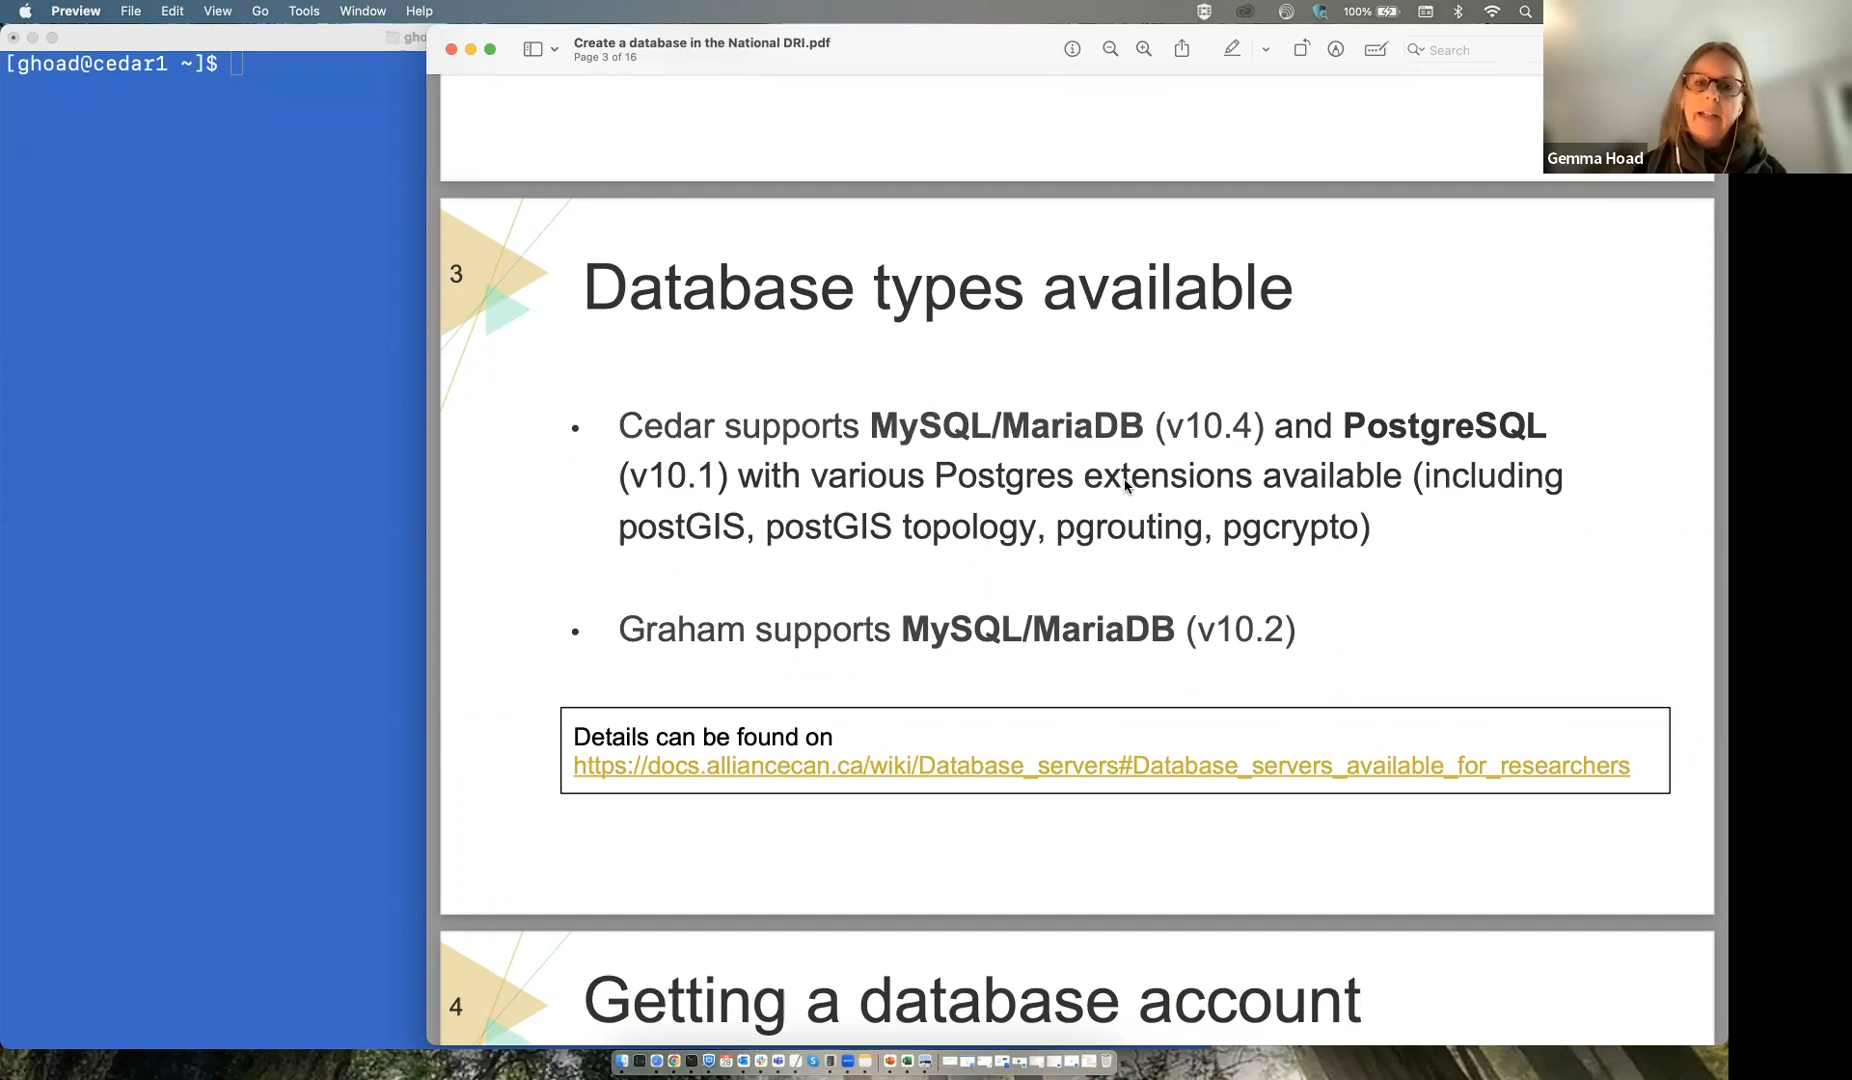 Preview File Edit View Go Tools Window Help
100%
gho
[ghoad@cedar1 ~]$
Create a database in the National DRI.pdf
Page 3 of 16
Search
Gemma Hoad
3
Database types available
• Cedar supports MySQL/MariaDB (v10.4) and PostgreSQL
(v10.1) with various Postgres extensions available (including
postGIS, postGIS topology, pgrouting, pgcrypto)
• Graham supports MySQL/MariaDB (v10.2)
Details can be found on
https://docs.alliancecan.ca/wiki/Database_servers#Database_servers_available_for_researchers
4
Getting a database account